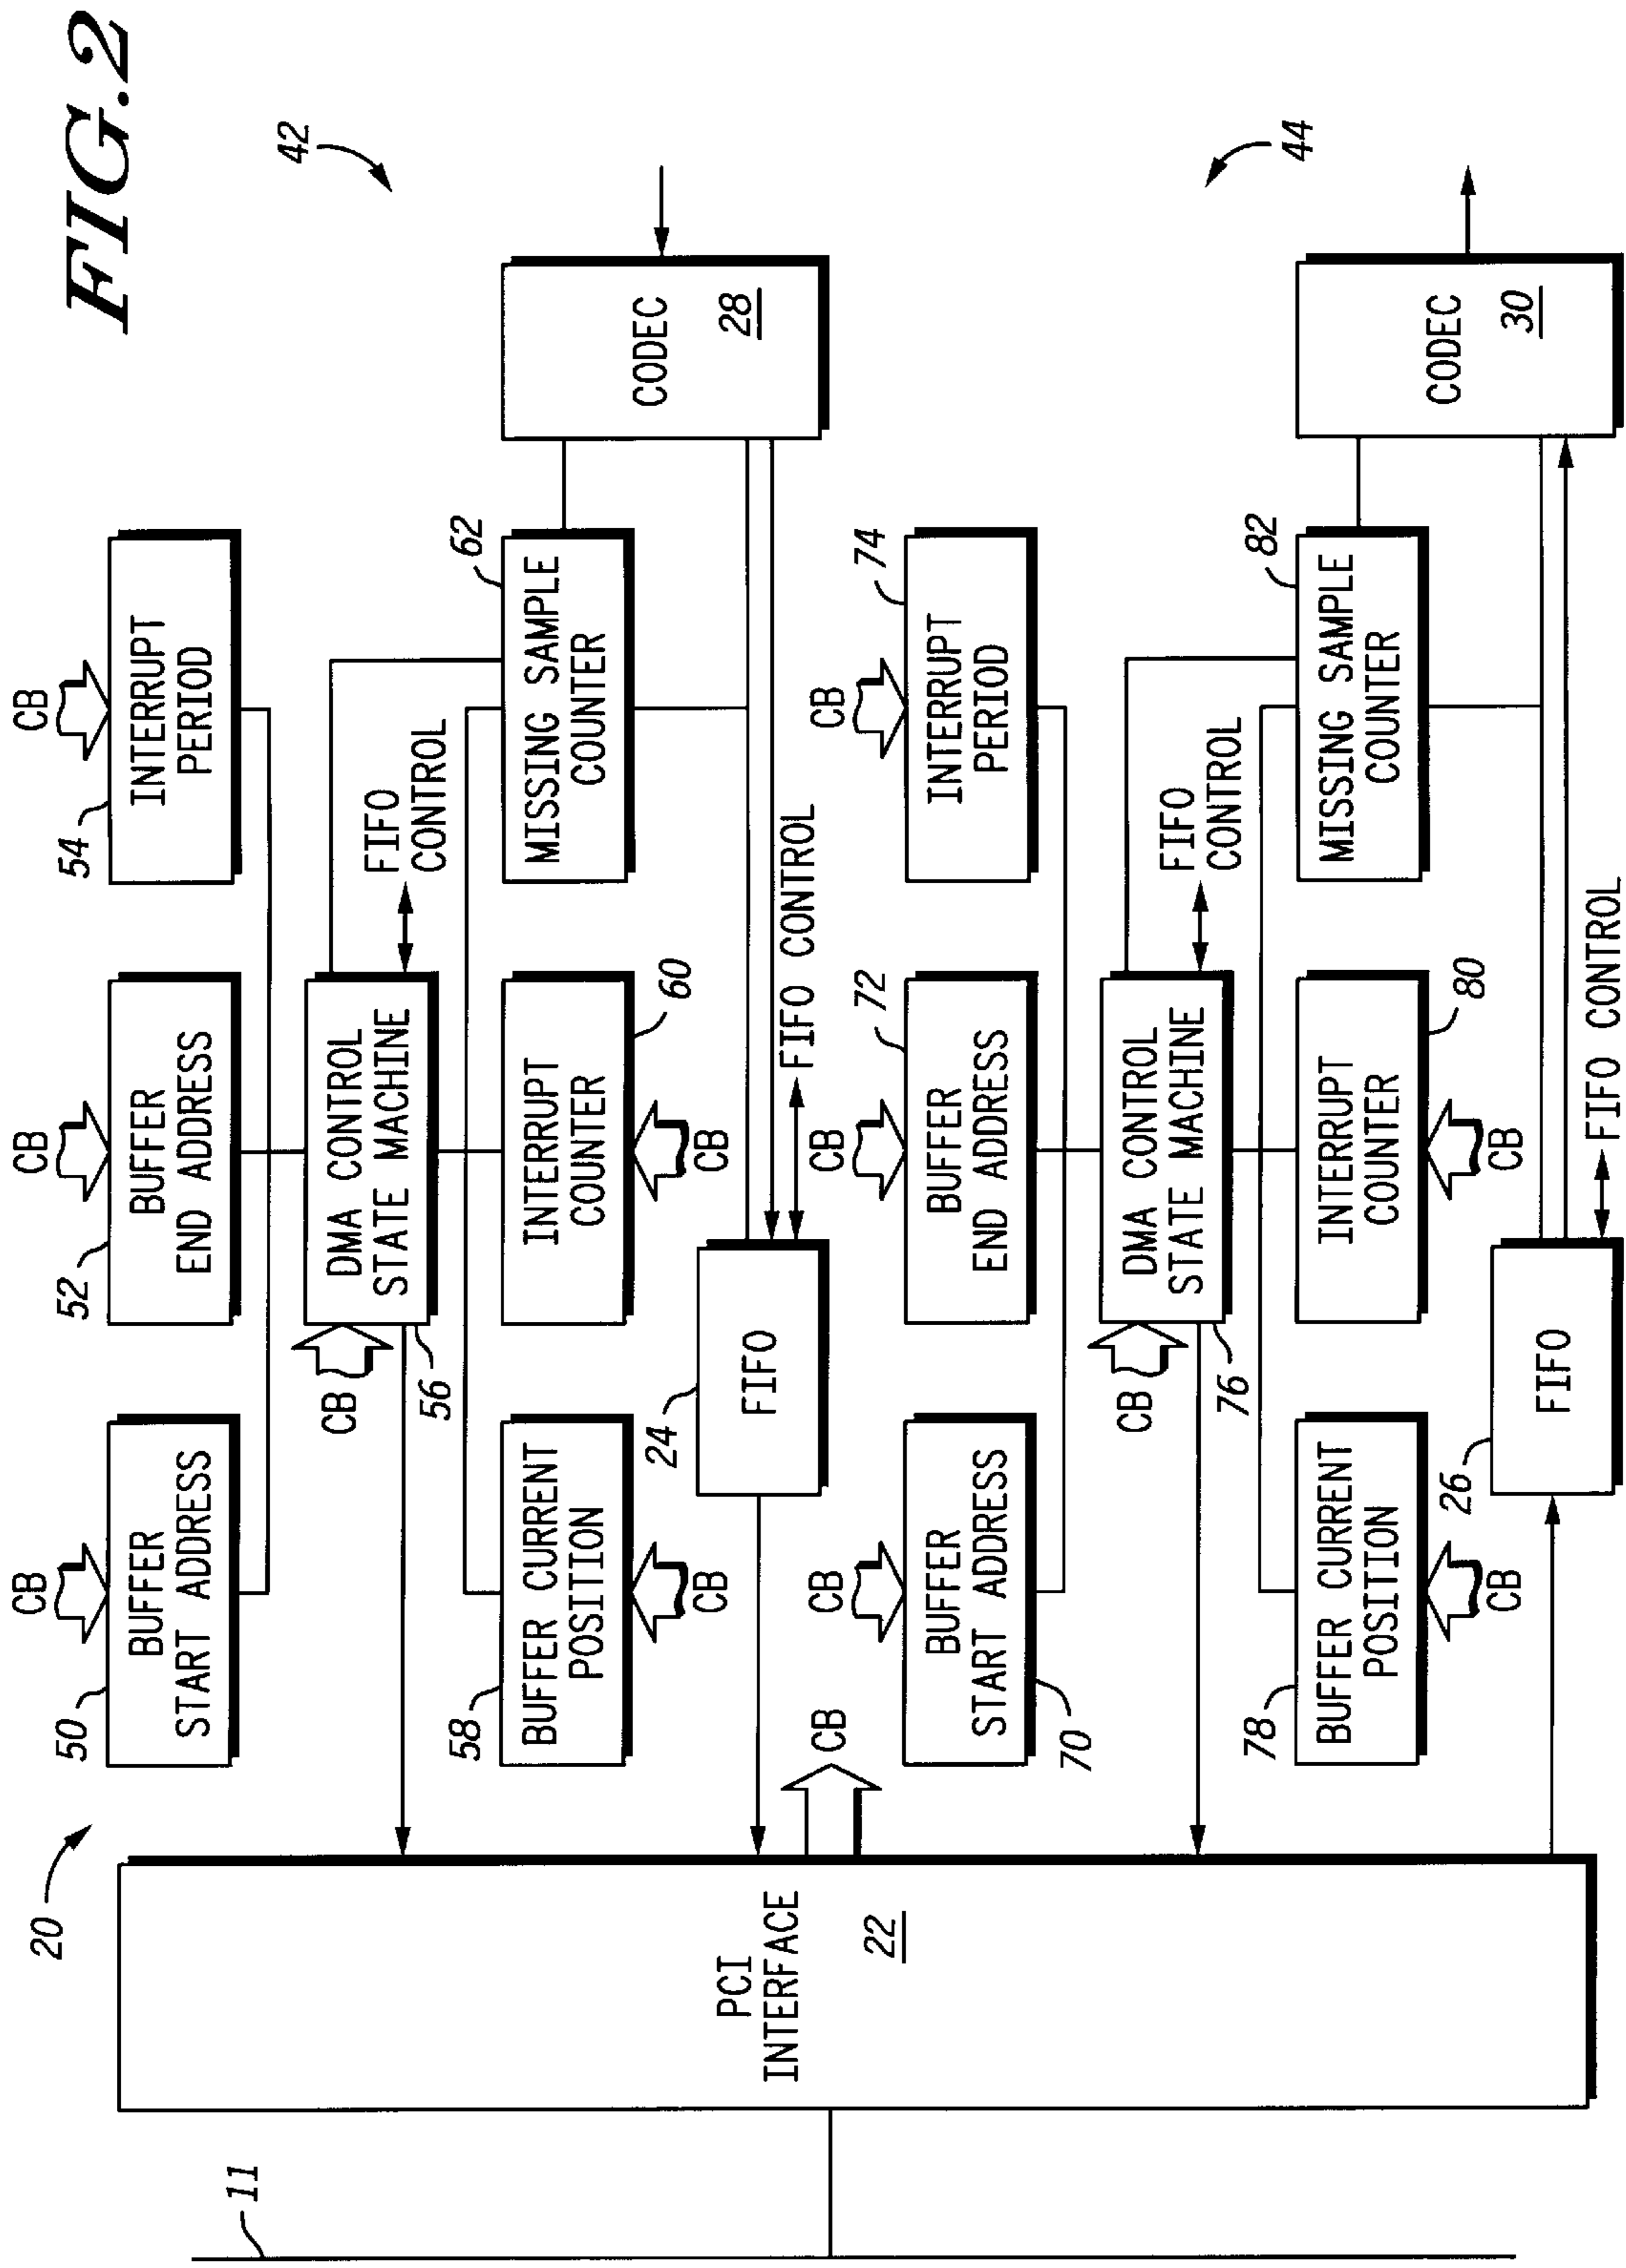 FIG.2
20
42
11
PCI
INTERFACE
22
CB
CB
50
BUFFER
START ADDRESS
CB
52
BUFFER
END ADDRESS
CB
54
INTERRUPT
PERIOD
CB
56
DMA CONTROL
STATE MACHINE
FIFO
CONTROL
58
BUFFER CURRENT
POSITION
CB
60
INTERRUPT
COUNTER
CB
62
MISSING SAMPLE
COUNTER
CODEC
28
24
FIFO
FIFO CONTROL
44
CB
70
BUFFER
START ADDRESS
CB
72
BUFFER
END ADDRESS
CB
74
INTERRUPT
PERIOD
CB
76
DMA CONTROL
STATE MACHINE
FIFO
CONTROL
78
BUFFER CURRENT
POSITION
CB
80
INTERRUPT
COUNTER
CB
82
MISSING SAMPLE
COUNTER
CODEC
30
26
FIFO
FIFO CONTROL